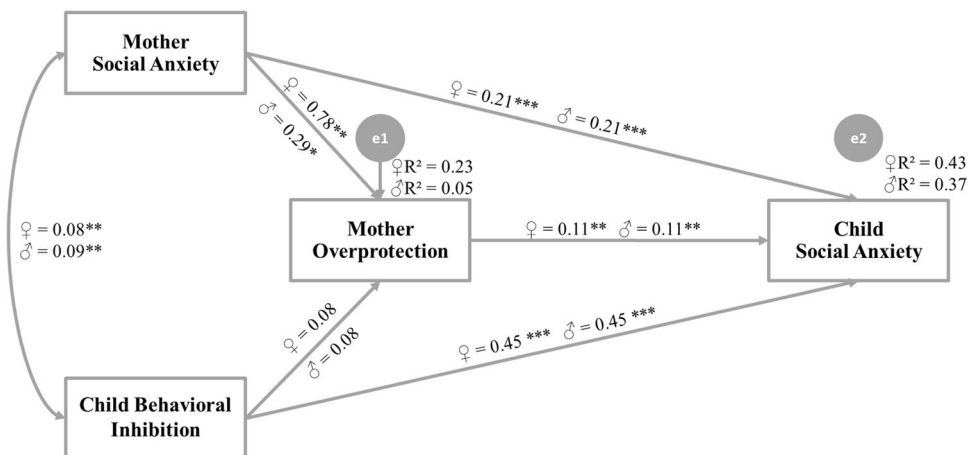 Mother
Social Anxiety
♀ = 0.78**
♂ = 0.29*
♀ = 0.21*** ♂ = 0.21***
e1
♀R² = 0.23
♂R² = 0.05
e2
♀R² = 0.43
♂R² = 0.37
♀ = 0.08**
♂ = 0.09**
Mother
Overprotection
♀ = 0.11** ♂ = 0.11**
Child
Social Anxiety
♀ = 0.08
♂ = 0.08
♀ = 0.45 *** ♂ = 0.45 ***
Child Behavioral
Inhibition